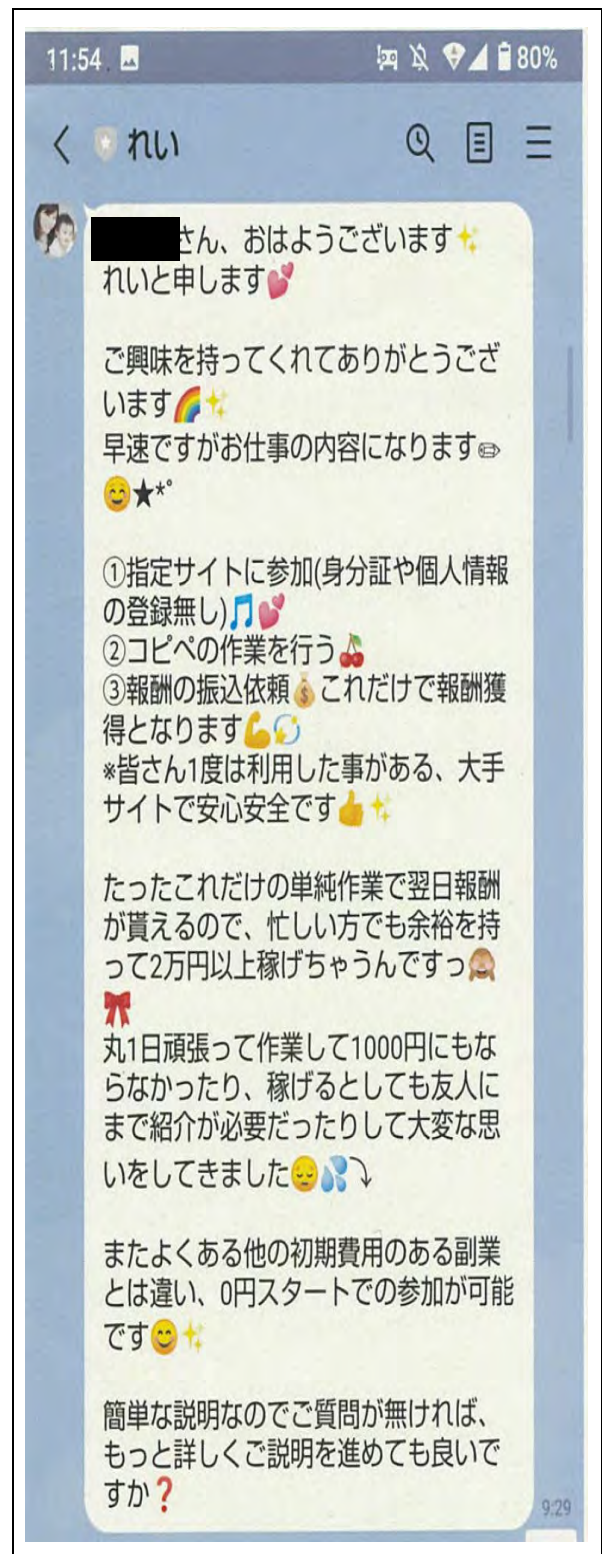 11:54
80%
れい
さん、おはようございます✨
れいと申します💕
ご興味を持ってくれてありがとうござ
います🌈✨
早速ですがお仕事の内容になります✏
☺️★*ﾟ
①指定サイトに参加(身分証や個人情報
の登録無し)🎵💕
②コピペの作業を行う🍒
③報酬の振込依頼💰これだけで報酬獲
得となります💪💫
※皆さん1度は利用した事がある、大手
サイトで安心安全です👍✨
たったこれだけの単純作業で翌日報酬
が貰えるので、忙しい方でも余裕を持
って2万円以上稼げちゃうんですっ🙈
🎀
丸1日頑張って作業して1000円にもな
らなかったり、稼げるとしても友人に
まで紹介が必要だったりして大変な思
いをしてきました😔💦⤵
またよくある他の初期費用のある副業
とは違い、0円スタートでの参加が可能
です😊✨
簡単な説明なのでご質問が無ければ、
もっと詳しくご説明を進めても良いで
すか❓
9:29